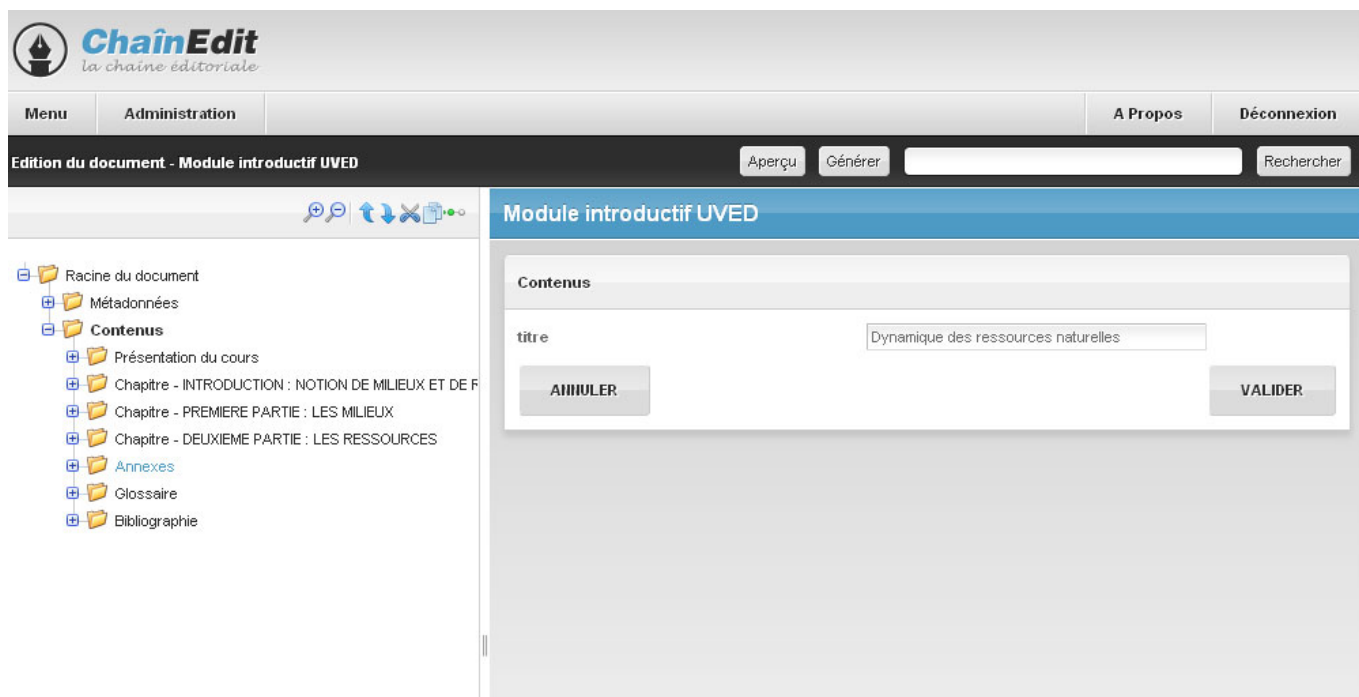 ChaînEdit
la chaîne éditoriale
Menu Administration A Propos Déconnexion
Edition du document - Module introductif UVED Aperçu Générer Rechercher
Module introductif UVED
Racine du document
Métadonnées
Contenus
Présentation du cours
Chapitre - INTRODUCTION : NOTION DE MILIEUX ET DE R
Chapitre - PREMIERE PARTIE : LES MILIEUX
Chapitre - DEUXIEME PARTIE : LES RESSOURCES
Annexes
Glossaire
Bibliographie
Contenus
titre Dynamique des ressources naturelles
ANNULER VALIDER